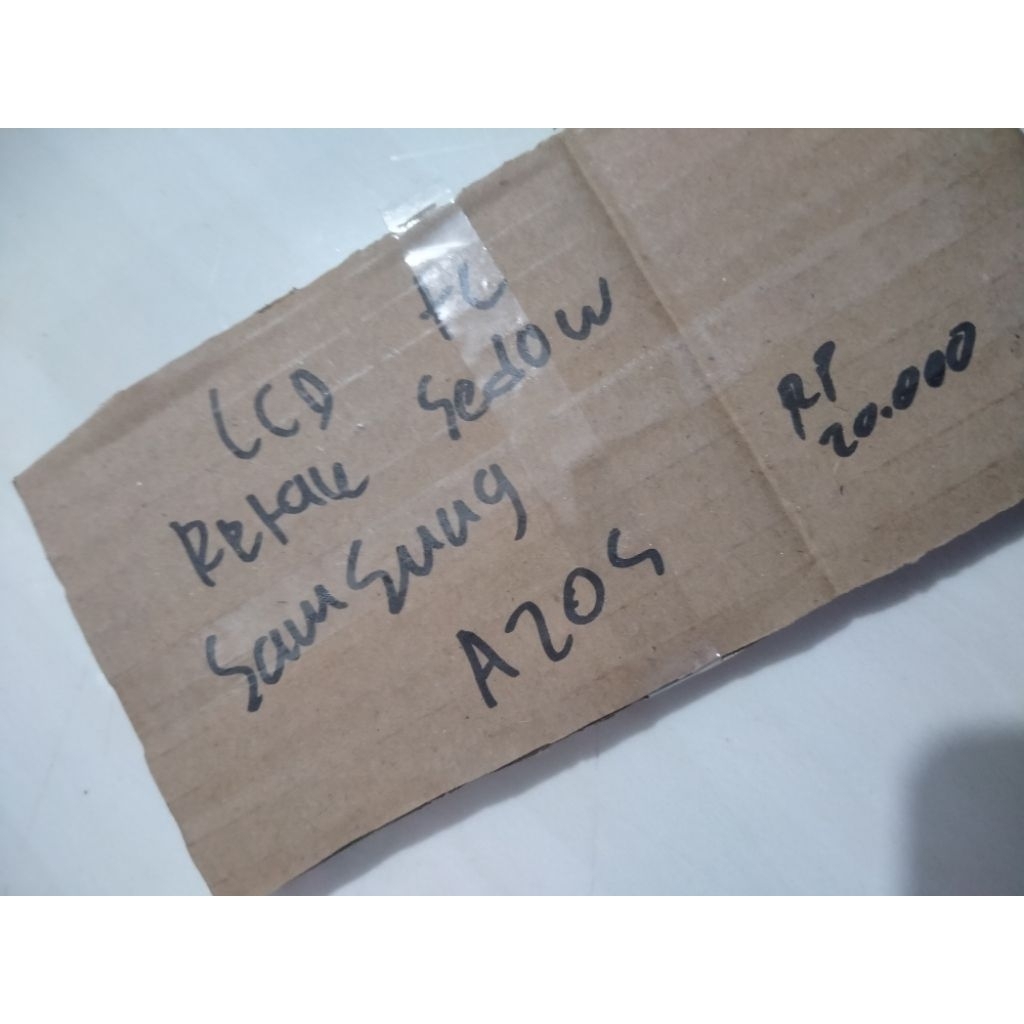 LCD FC
Retak Sedow
Samsung
A20S
RP
20.000